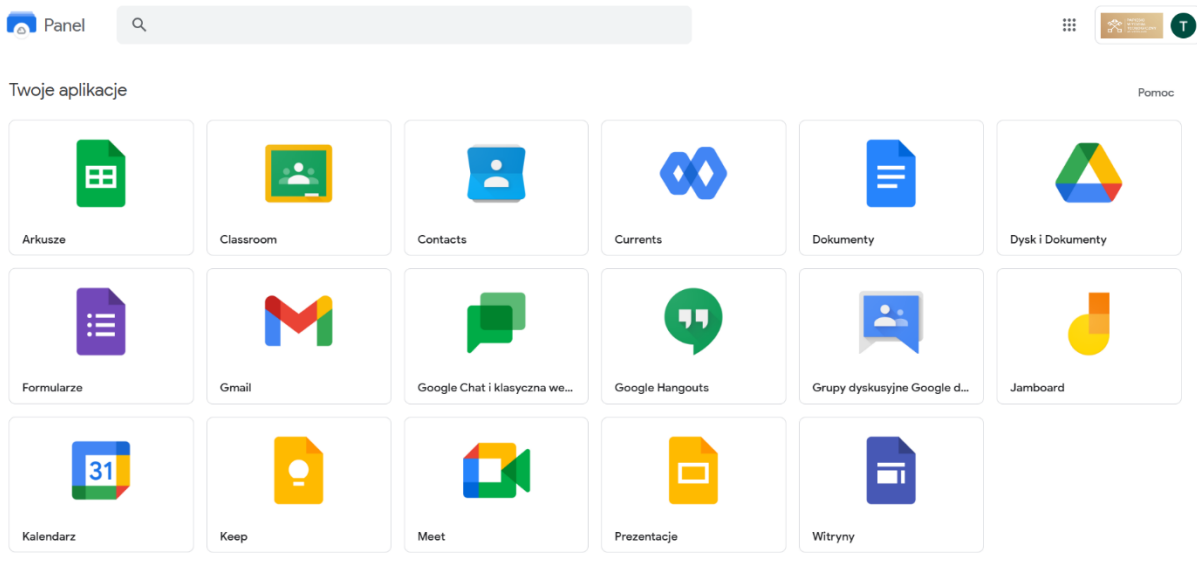 Panel
T
Twoje aplikacje
Pomoc
Arkusze
Classroom
Contacts
Currents
Dokumenty
Dysk i Dokumenty
Formularze
Gmail
Google Chat i klasyczna we...
Google Hangouts
Grupy dyskusyjne Google d...
Jamboard
31
Kalendarz
Keep
Meet
Prezentacje
Witryny